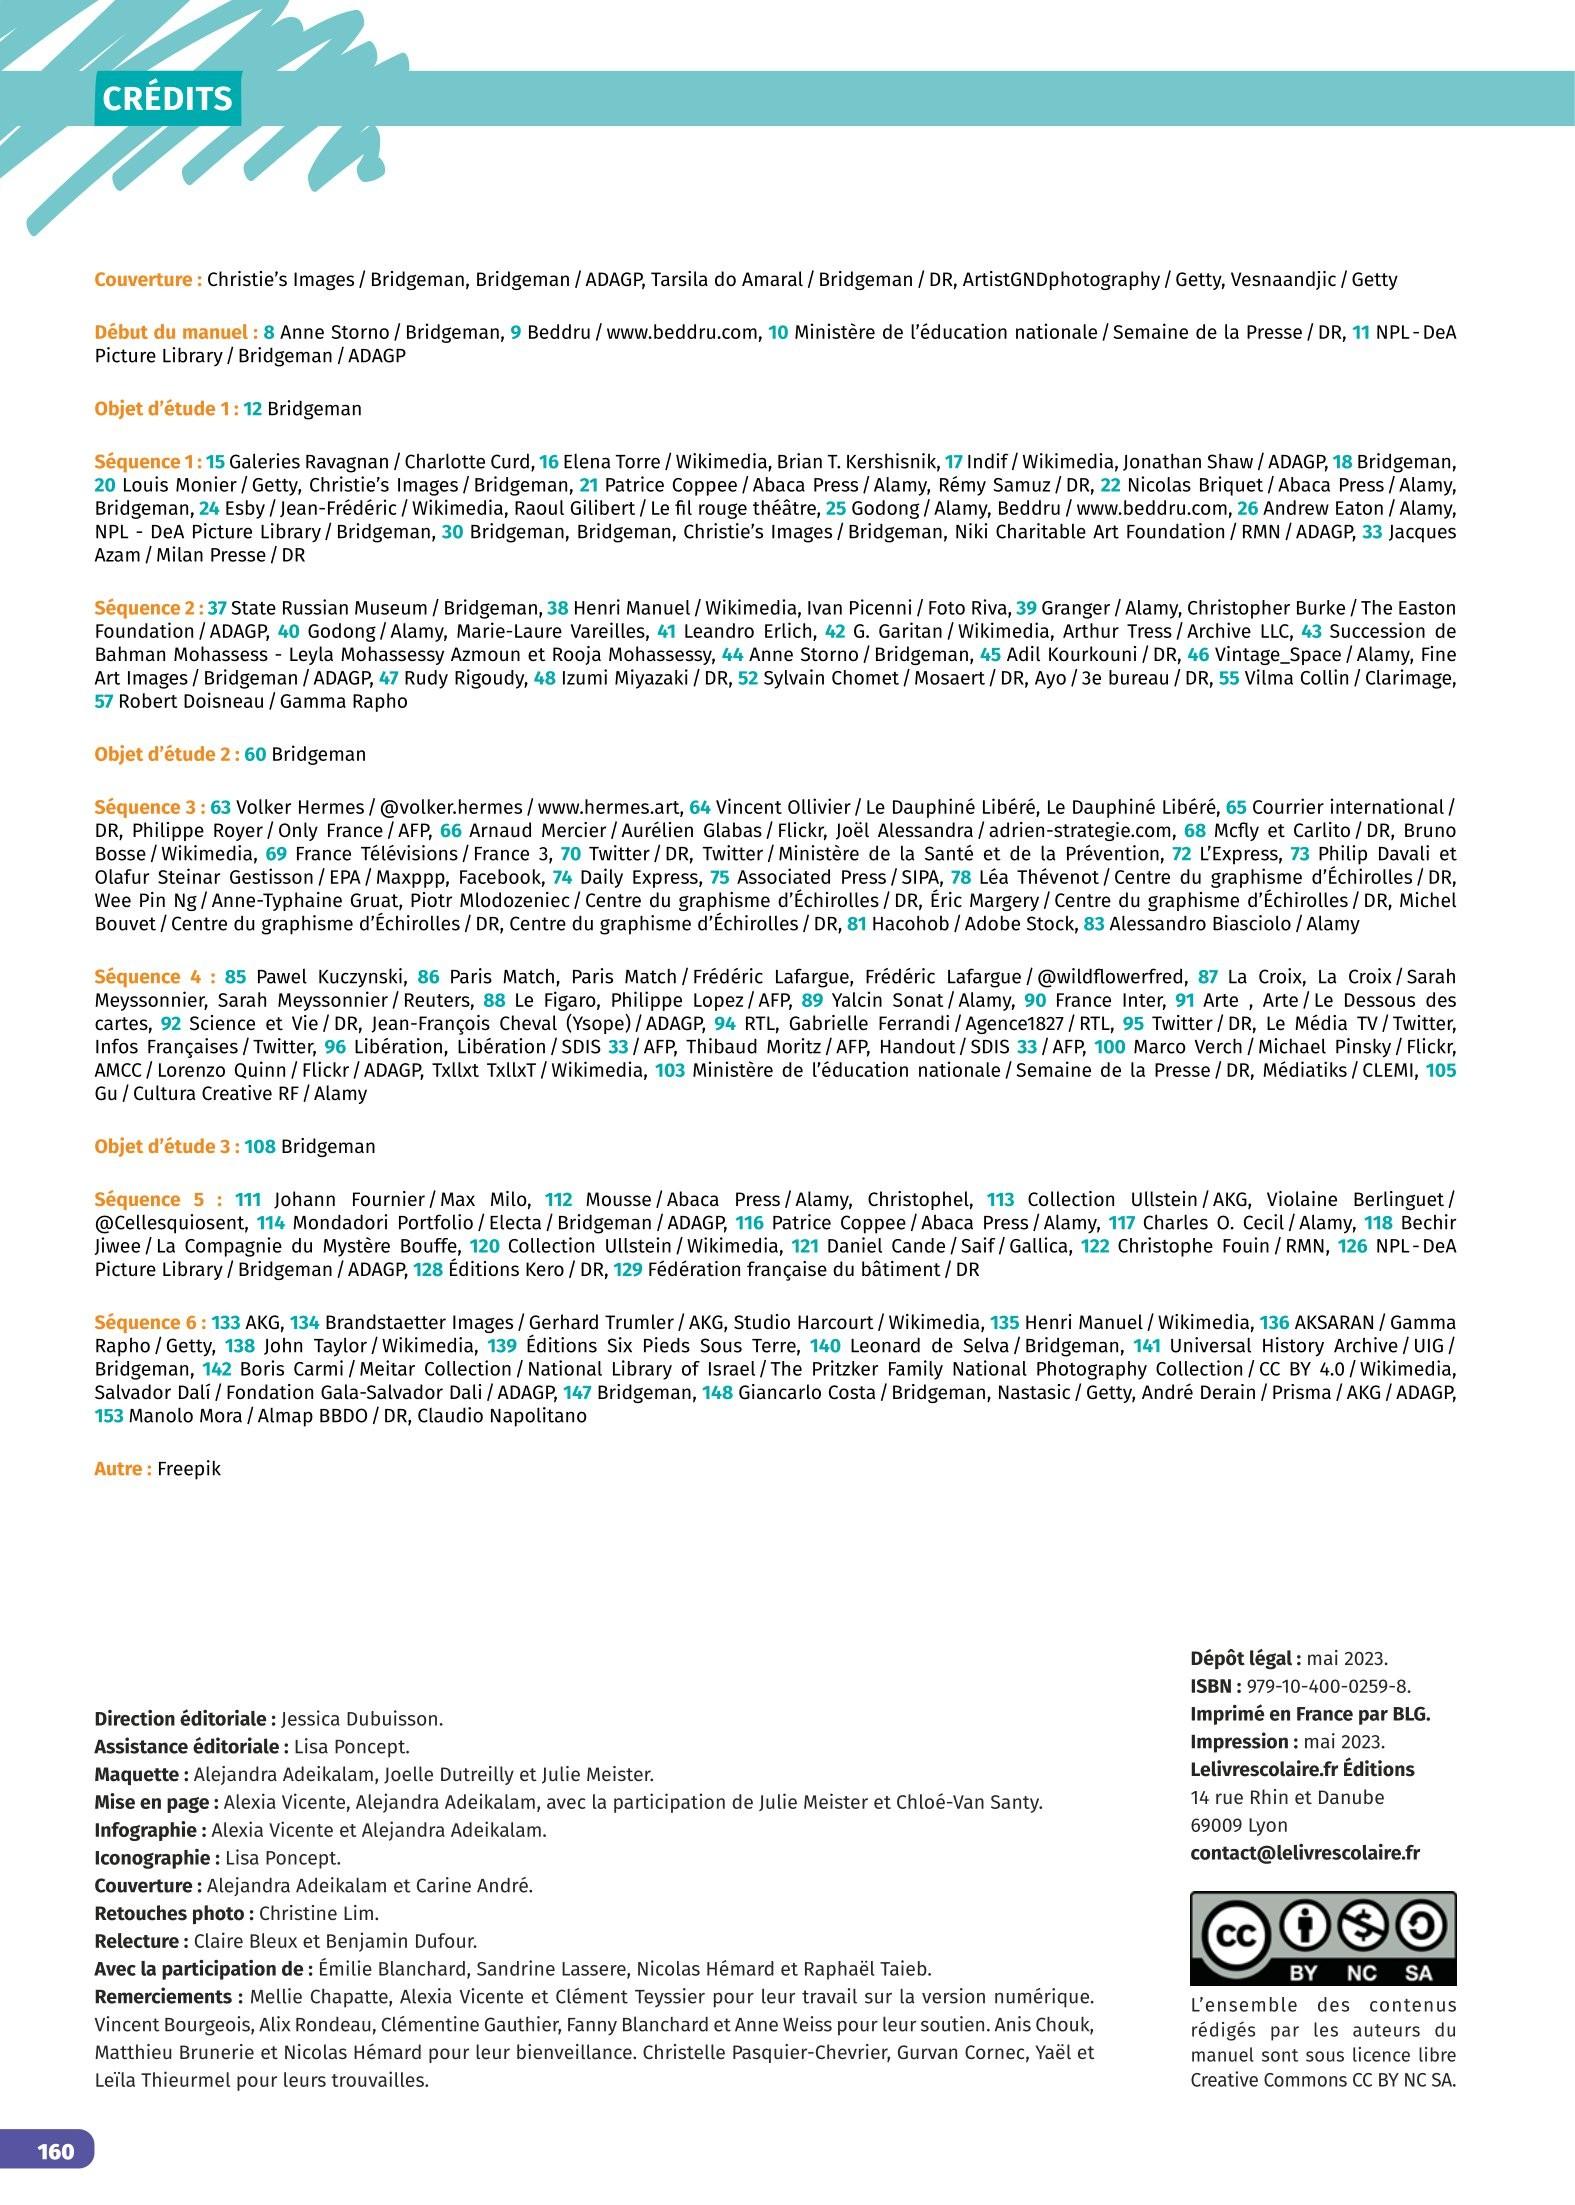 CRÉDITS
Couverture : Christie’s Images / Bridgeman, Bridgeman / ADAGP, Tarsila do Amaral / Bridgeman / DR, ArtistGNDphotography / Getty, Vesnaandjic / Getty
Début du manuel : 8 Anne Storno / Bridgeman, 9 Beddru / www.beddru.com, 10 Ministère de l’éducation nationale / Semaine de la Presse / DR, 11 NPL - DeA
Picture Library / Bridgeman / ADAGP
Objet d’étude 1 : 12 Bridgeman
Séquence 1 : 15 Galeries Ravagnan / Charlotte Curd, 16 Elena Torre / Wikimedia, Brian T. Kershisnik, 17 Indif / Wikimedia, Jonathan Shaw / ADAGP, 18 Bridgeman,
20 Louis Monier / Getty, Christie’s Images / Bridgeman, 21 Patrice Coppee / Abaca Press / Alamy, Rémy Samuz / DR, 22 Nicolas Briquet / Abaca Press / Alamy,
Bridgeman, 24 Esby / Jean-Frédéric / Wikimedia, Raoul Gilibert / Le fil rouge théâtre, 25 Godong / Alamy, Beddru / www.beddru.com, 26 Andrew Eaton / Alamy,
NPL - DeA Picture Library / Bridgeman, 30 Bridgeman, Bridgeman, Christie’s Images / Bridgeman, Niki Charitable Art Foundation / RMN / ADAGP, 33 Jacques
Azam / Milan Presse / DR
Séquence 2 : 37 State Russian Museum / Bridgeman, 38 Henri Manuel / Wikimedia, Ivan Picenni / Foto Riva, 39 Granger / Alamy, Christopher Burke / The Easton
Foundation / ADAGP, 40 Godong / Alamy, Marie-Laure Vareilles, 41 Leandro Erlich, 42 G. Garitan / Wikimedia, Arthur Tress / Archive LLC, 43 Succession de
Bahman Mohassess - Leyla Mohassessy Azmoun et Rooja Mohassessy, 44 Anne Storno / Bridgeman, 45 Adil Kourkouni / DR, 46 Vintage_Space / Alamy, Fine
Art Images / Bridgeman / ADAGP, 47 Rudy Rigoudy, 48 Izumi Miyazaki / DR, 52 Sylvain Chomet / Mosaert / DR, Ayo / 3e bureau / DR, 55 Vilma Collin / Clarimage,
57 Robert Doisneau / Gamma Rapho
Objet d’étude 2 : 60 Bridgeman
Séquence 3 : 63 Volker Hermes / @volker.hermes / www.hermes.art, 64 Vincent Ollivier / Le Dauphiné Libéré, Le Dauphiné Libéré, 65 Courrier international /
DR, Philippe Royer / Only France / AFP, 66 Arnaud Mercier / Aurélien Glabas / Flickr, Joël Alessandra / adrien-strategie.com, 68 Mcfly et Carlito / DR, Bruno
Bosse / Wikimedia, 69 France Télévisions / France 3, 70 Twitter / DR, Twitter / Ministère de la Santé et de la Prévention, 72 L’Express, 73 Philip Davali et
Olafur Steinar Gestisson / EPA / Maxppp, Facebook, 74 Daily Express, 75 Associated Press / SIPA, 78 Léa Thévenot / Centre du graphisme d’Échirolles / DR,
Wee Pin Ng / Anne-Typhaine Gruat, Piotr Mlodozeniec / Centre du graphisme d’Échirolles / DR, Éric Margery / Centre du graphisme d’Échirolles / DR, Michel
Bouvet / Centre du graphisme d’Échirolles / DR, Centre du graphisme d’Échirolles / DR, 81 Hacohob / Adobe Stock, 83 Alessandro Biasciolo / Alamy
Séquence 4 : 85 Pawel Kuczynski, 86 Paris Match, Paris Match / Frédéric Lafargue, Frédéric Lafargue / @wildflowerfred, 87 La Croix, La Croix / Sarah
Meyssonnier, Sarah Meyssonnier / Reuters, 88 Le Figaro, Philippe Lopez / AFP, 89 Yalcin Sonat / Alamy, 90 France Inter, 91 Arte , Arte / Le Dessous des
cartes, 92 Science et Vie / DR, Jean-François Cheval (Ysope) / ADAGP, 94 RTL, Gabrielle Ferrandi / Agence1827 / RTL, 95 Twitter / DR, Le Média TV / Twitter,
Infos Françaises / Twitter, 96 Libération, Libération / SDIS 33 / AFP, Thibaud Moritz / AFP, Handout / SDIS 33 / AFP, 100 Marco Verch / Michael Pinsky / Flickr,
AMCC / Lorenzo Quinn / Flickr / ADAGP, Txllxt TxllxT / Wikimedia, 103 Ministère de l’éducation nationale / Semaine de la Presse / DR, Médiatiks / CLEMI, 105
Gu / Cultura Creative RF / Alamy
Objet d’étude 3 : 108 Bridgeman
Séquence 5 : 111 Johann Fournier / Max Milo, 112 Mousse / Abaca Press / Alamy, Christophel, 113 Collection Ullstein / AKG, Violaine Berlinguet /
@Cellesquiosent, 114 Mondadori Portfolio / Electa / Bridgeman / ADAGP, 116 Patrice Coppee / Abaca Press / Alamy, 117 Charles O. Cecil / Alamy, 118 Bechir
Jiwee / La Compagnie du Mystère Bouffe, 120 Collection Ullstein / Wikimedia, 121 Daniel Cande / Saif / Gallica, 122 Christophe Fouin / RMN, 126 NPL - DeA
Picture Library / Bridgeman / ADAGP, 128 Éditions Kero / DR, 129 Fédération française du bâtiment / DR
Séquence 6 : 133 AKG, 134 Brandstaetter Images / Gerhard Trumler / AKG, Studio Harcourt / Wikimedia, 135 Henri Manuel / Wikimedia, 136 AKSARAN / Gamma
Rapho / Getty, 138 John Taylor / Wikimedia, 139 Éditions Six Pieds Sous Terre, 140 Leonard de Selva / Bridgeman, 141 Universal History Archive / UIG /
Bridgeman, 142 Boris Carmi / Meitar Collection / National Library of Israel / The Pritzker Family National Photography Collection / CC BY 4.0 / Wikimedia,
Salvador Dalí / Fondation Gala-Salvador Dali / ADAGP, 147 Bridgeman, 148 Giancarlo Costa / Bridgeman, Nastasic / Getty, André Derain / Prisma / AKG / ADAGP,
153 Manolo Mora / Almap BBDO / DR, Claudio Napolitano
Autre : Freepik
Direction éditoriale : Jessica Dubuisson.
Assistance éditoriale : Lisa Poncept.
Maquette : Alejandra Adeikalam, Joelle Dutreilly et Julie Meister.
Mise en page : Alexia Vicente, Alejandra Adeikalam, avec la participation de Julie Meister et Chloé-Van Santy.
Infographie : Alexia Vicente et Alejandra Adeikalam.
Iconographie : Lisa Poncept.
Couverture : Alejandra Adeikalam et Carine André.
Retouches photo : Christine Lim.
Relecture : Claire Bleux et Benjamin Dufour.
Avec la participation de : Émilie Blanchard, Sandrine Lassere, Nicolas Hémard et Raphaël Taieb.
Remerciements : Mellie Chapatte, Alexia Vicente et Clément Teyssier pour leur travail sur la version numérique.
Vincent Bourgeois, Alix Rondeau, Clémentine Gauthier, Fanny Blanchard et Anne Weiss pour leur soutien. Anis Chouk,
Matthieu Brunerie et Nicolas Hémard pour leur bienveillance. Christelle Pasquier-Chevrier, Gurvan Cornec, Yaël et
Leïla Thieurmel pour leurs trouvailles.
Dépôt légal : mai 2023.
ISBN : 979-10-400-0259-8.
Imprimé en France par BLG.
Impression : mai 2023.
Lelivrescolaire.fr Éditions
14 rue Rhin et Danube
69009 Lyon
contact@lelivrescolaire.fr
cc
BY NC SA
L’ensemble des contenus
rédigés par les auteurs du
manuel sont sous licence libre
Creative Commons CC BY NC SA.
160